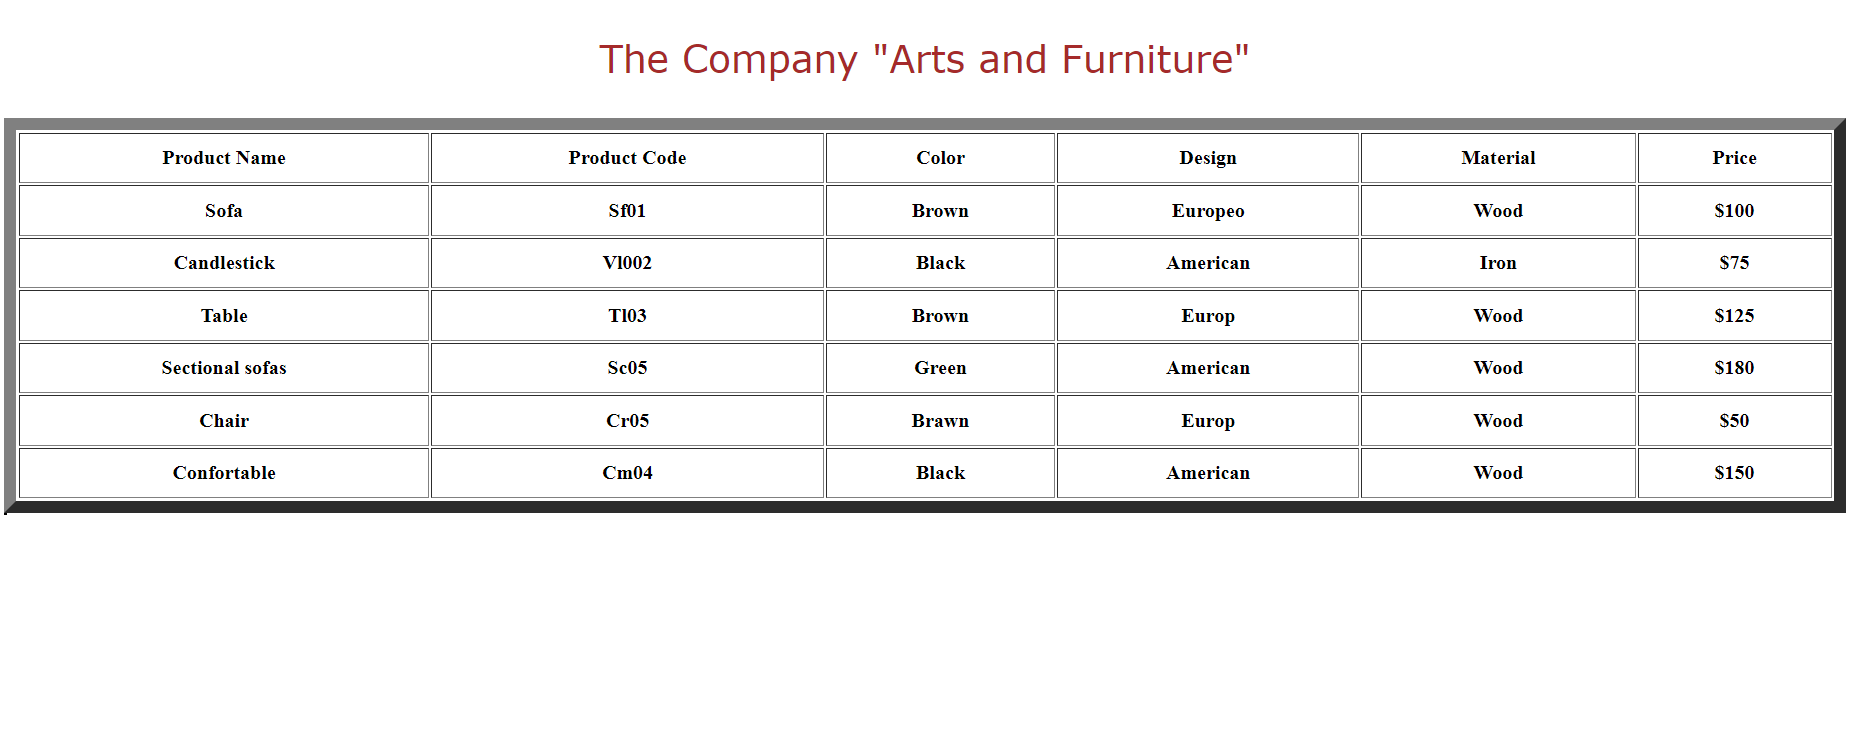 The Company "Arts and Furniture"
Product Name Product Code Color Design Material Price
Sofa Sf01 Brown Europeo Wood $100
Candlestick Vl002 Black American Iron $75
Table Tl03 Brown Europ Wood $125
Sectional sofas Sc05 Green American Wood $180
Chair Cr05 Brawn Europ Wood $50
Confortable Cm04 Black American Wood $150